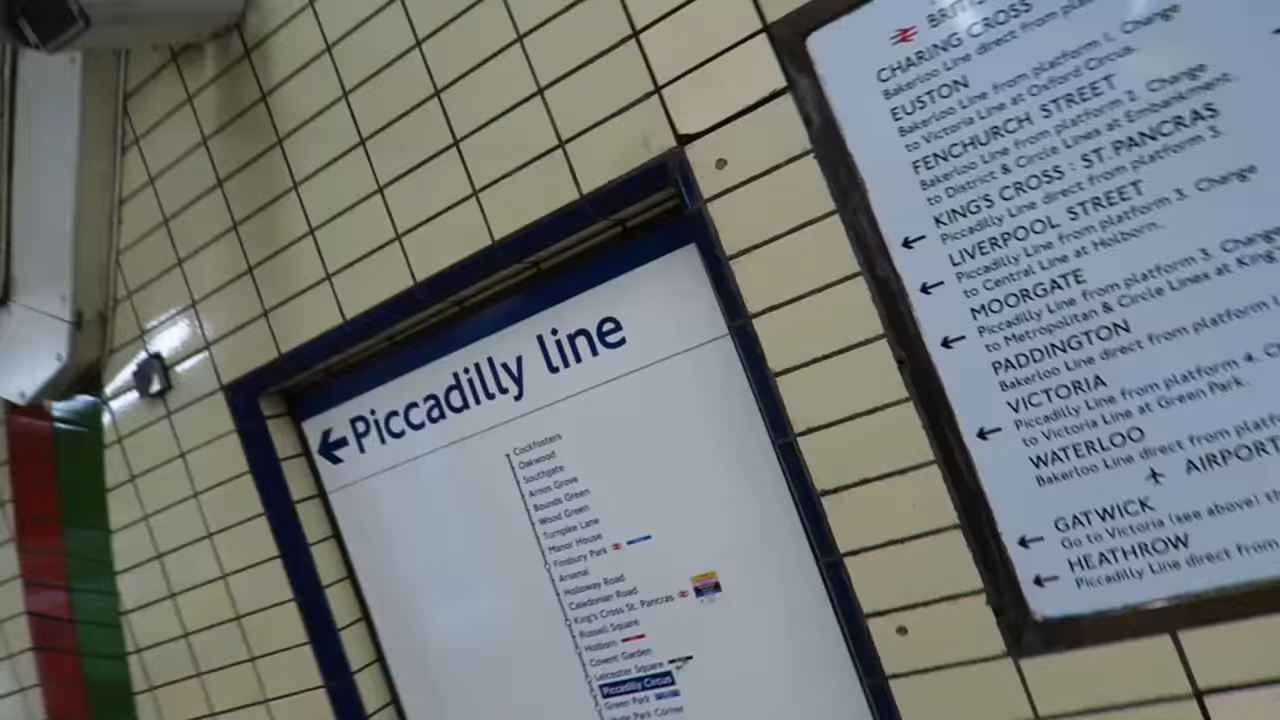 Piccadilly line
Cockfosters
Oakwood
Southgate
Arnos Grove
Bounds Green
Wood Green
Turnpike Lane
Manor House
Finsbury Park
Arsenal
Holloway Road
Caledonian Road
King's Cross St. Pancras
Russell Square
Holborn
Covent Garden
Leicester Square
Piccadilly Circus
Green Park
Hyde Park Corner
CHARING CROSS
Bakerloo Line direct from
EUSTON
Bakerloo Line from platform 1. Change
to Victoria Line at Oxford Circus.
FENCHURCH STREET
Bakerloo Line from platform 2. Change
to District & Circle Lines at Embankment.
KING'S CROSS : ST. PANCRAS
Piccadilly Line direct from platform 3.
LIVERPOOL STREET
Piccadilly Line from platform 3. Change
to Central Line at Holborn.
MOORGATE
Piccadilly Line from platform 3. Change
to Metropolitan & Circle Lines at King's
PADDINGTON
Bakerloo Line direct from platform
VICTORIA
Piccadilly Line from platform 4.
to Victoria Line at Green Park.
WATERLOO
Bakerloo Line direct from
AIRPORT
GATWICK
Go to Victoria (see above)
HEATHROW
Piccadilly Line direct from